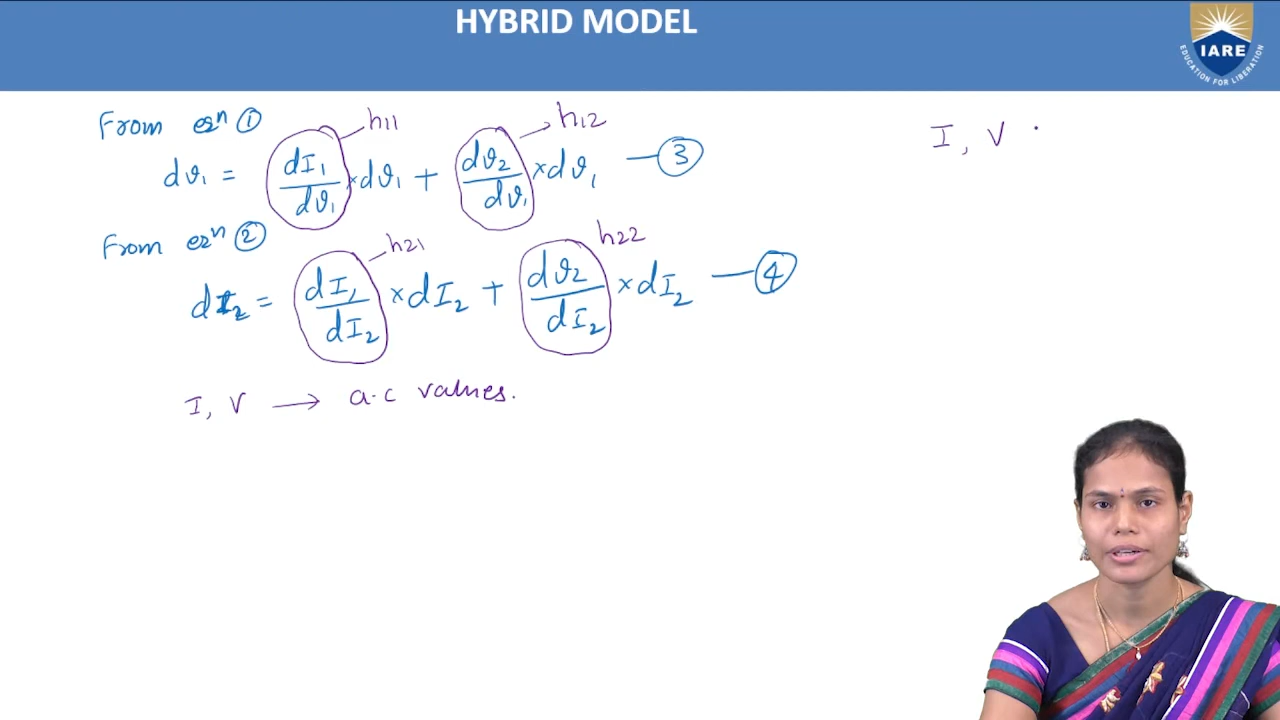 HYBRID MODEL
IARE
EDUCATION FOR LIBERATION
From eqⁿ ①
h11
h12
I, V .
dv₁ = dI₁/dv₁ × dv₁ + dv₂/dv₁ × dv₁ — ③
From eqⁿ ②
h21
h22
dI₂ = dI₁/dI₂ × dI₂ + dv₂/dI₂ × dI₂ — ④
I, V → a.c values.